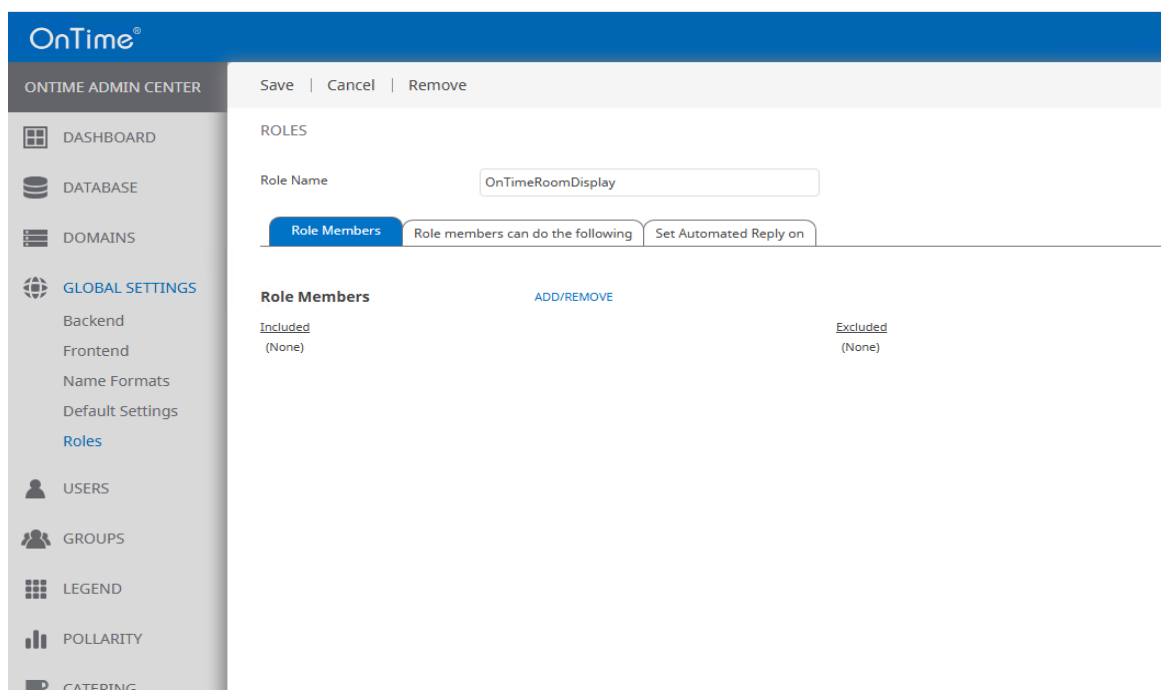 OnTime®
ONTIME ADMIN CENTER
Save | Cancel | Remove
DASHBOARD
DATABASE
DOMAINS
GLOBAL SETTINGS
Backend
Frontend
Name Formats
Default Settings
Roles
USERS
GROUPS
LEGEND
POLLARITY
CATERING
ROLES
Role Name OnTimeRoomDisplay
Role Members Role members can do the following Set Automated Reply on
Role Members ADD/REMOVE
Included Excluded
(None) (None)